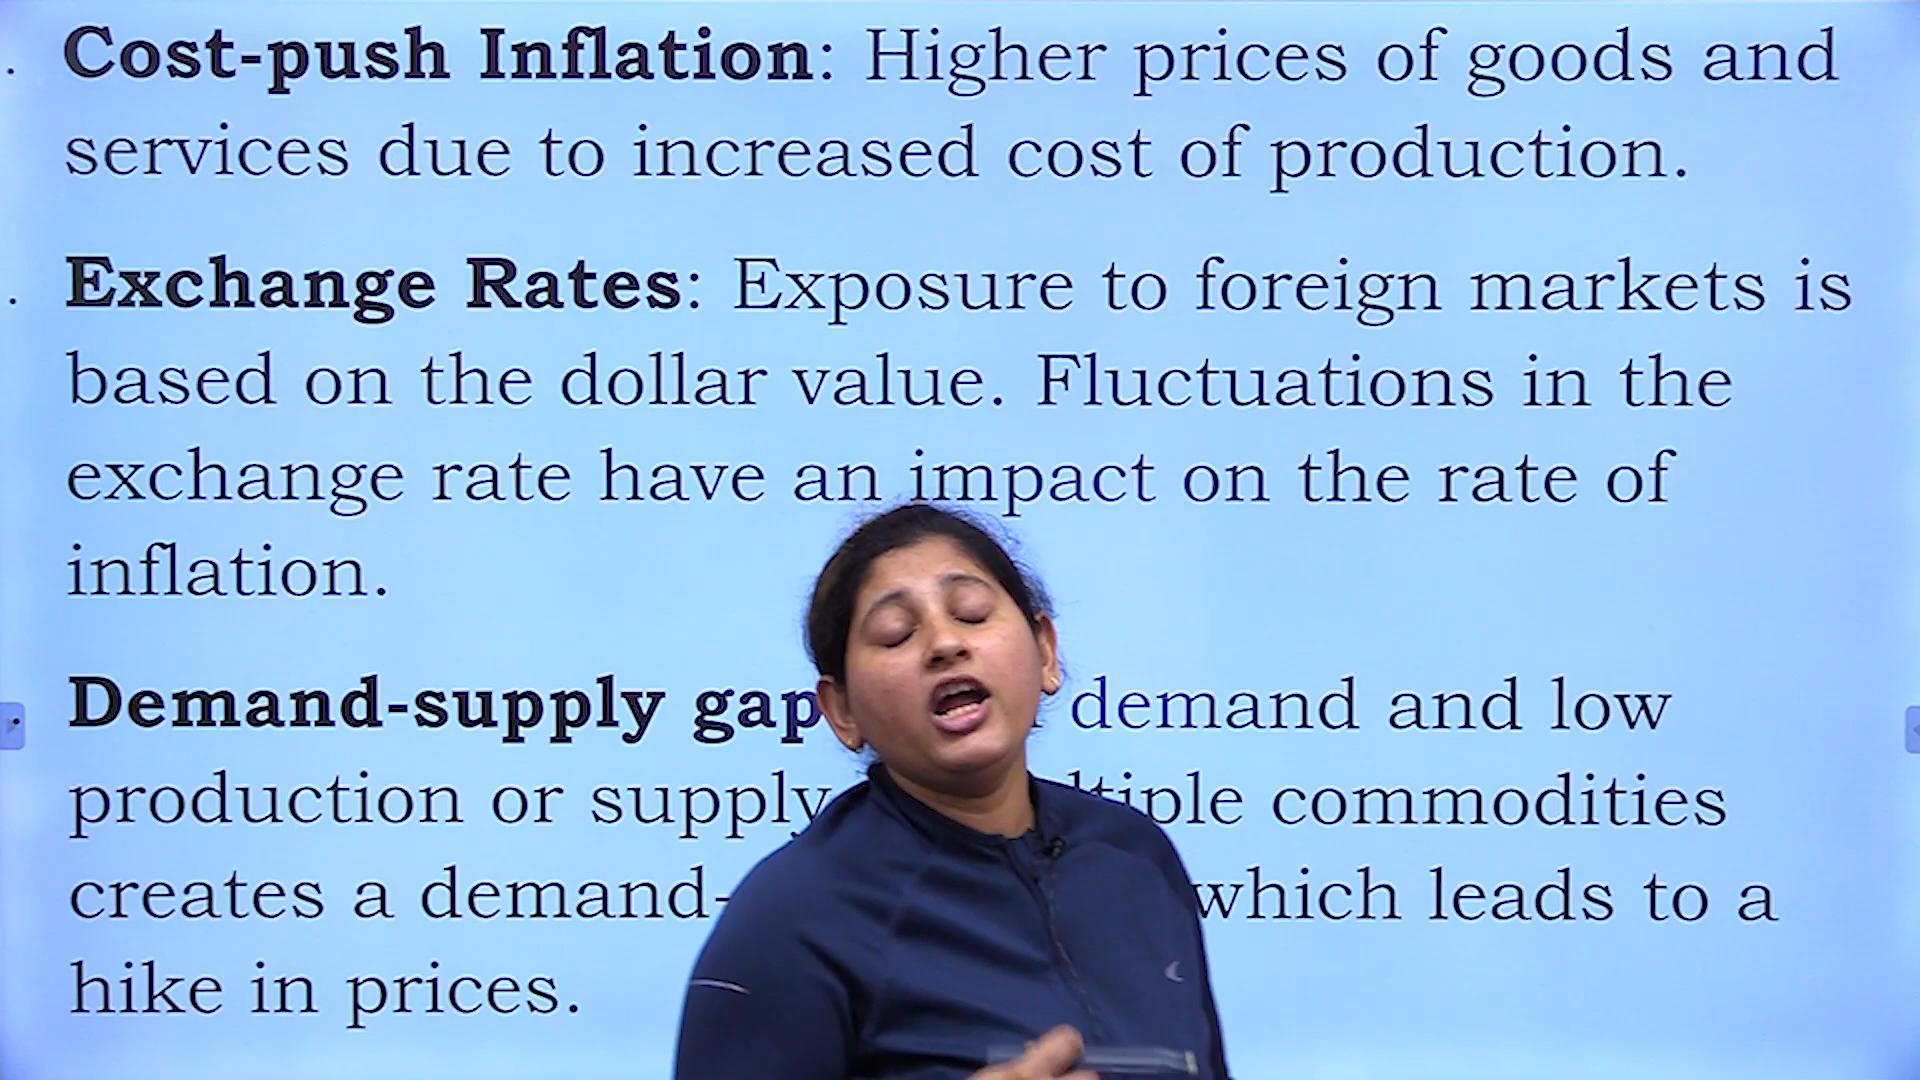 Cost-push Inflation: Higher prices of goods and
services due to increased cost of production.
Exchange Rates: Exposure to foreign markets is
based on the dollar value. Fluctuations in the
exchange rate have an impact on the rate of
inflation.
Demand-supply gap demand and low
production or supply commodities
creates a demand- which leads to a
hike in prices.